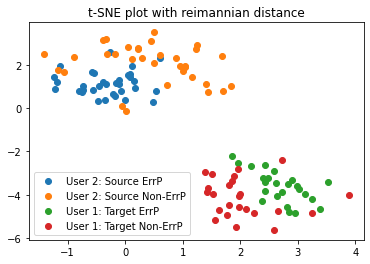 t-SNE plot with reimannian distance
2
0
−2
−4
−6
User 2: Source ErrP
User 2: Source Non-ErrP
User 1: Target ErrP
User 1: Target Non-ErrP
−1 0 1 2 3 4